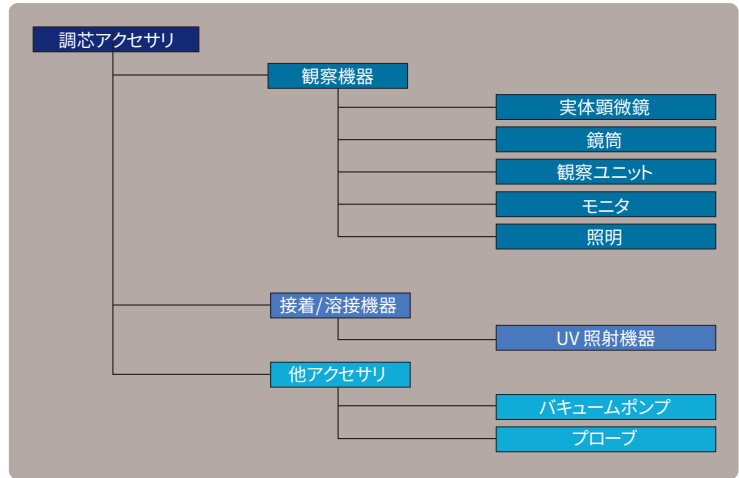 調芯アクセサリ
観察機器
実体顕微鏡
鏡筒
観察ユニット
モニタ
照明
接着/溶接機器
UV 照射機器
他アクセサリ
バキュームポンプ
プローブ